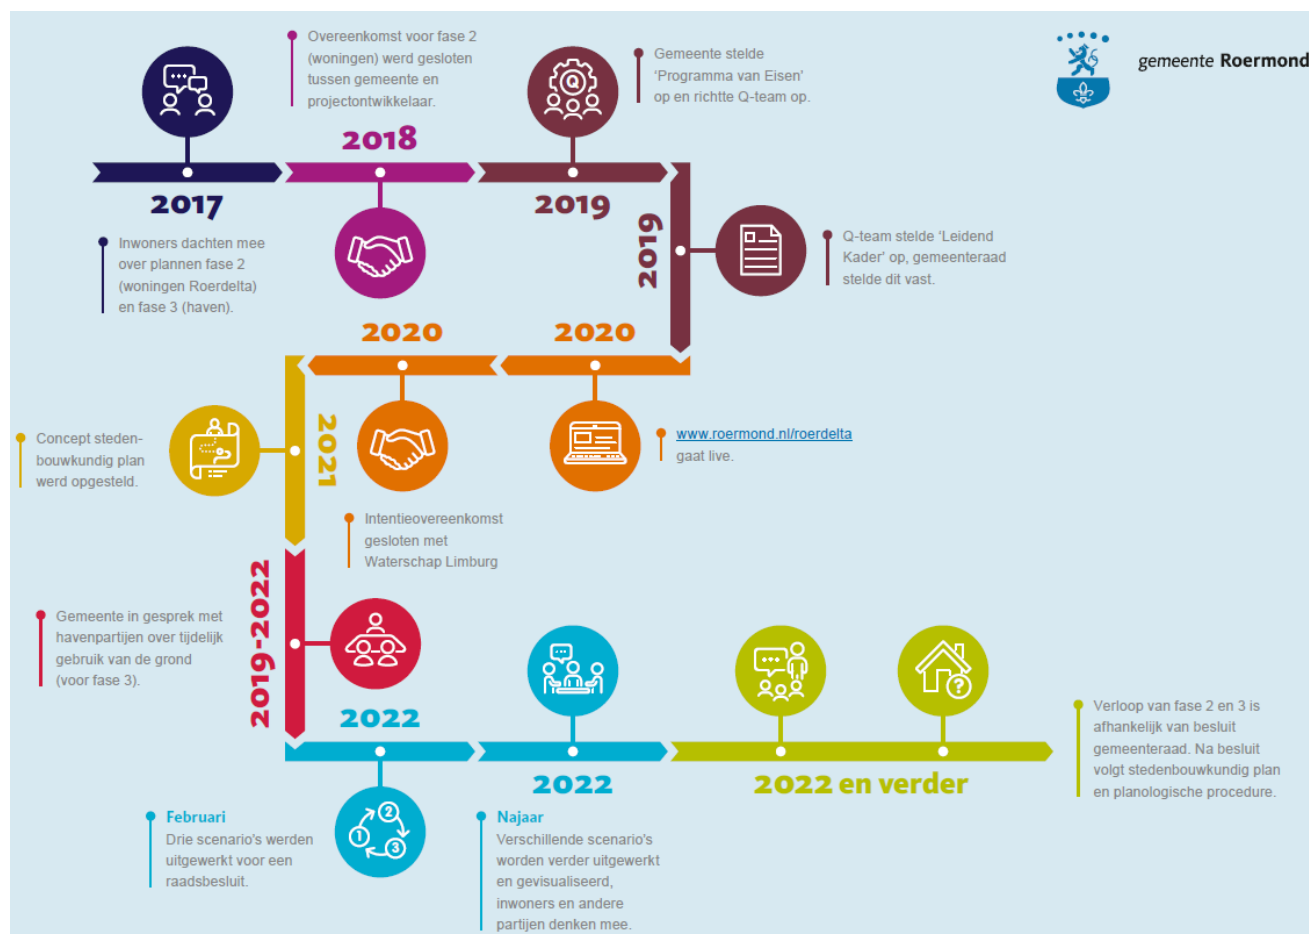 gemeente Roermond
2017
Inwoners dachten mee
over plannen fase 2
(woningen Roerdelta)
en fase 3 (haven).
Overeenkomst voor fase 2
(woningen) werd gesloten
tussen gemeente en
projectontwikkelaar.
2018
Q
Gemeente stelde
‘Programma van Eisen’
op en richtte Q-team op.
2019
2019
Q-team stelde ‘Leidend
Kader’ op, gemeenteraad
stelde dit vast.
2020
www.roermond.nl/roerdelta
gaat live.
2020
Intentieovereenkomst
gesloten met
Waterschap Limburg
2021
Concept steden-
bouwkundig plan
werd opgesteld.
2019-2022
Gemeente in gesprek met
havenpartijen over tijdelijk
gebruik van de grond
(voor fase 3).
2022
1
2
3
Februari
Drie scenario's werden
uitgewerkt voor een
raadsbesluit.
2022
Najaar
Verschillende scenario's
worden verder uitgewerkt
en gevisualiseerd,
inwoners en andere
partijen denken mee.
2022 en verder
?
Verloop van fase 2 en 3 is
afhankelijk van besluit
gemeenteraad. Na besluit
volgt stedenbouwkundig plan
en planologische procedure.